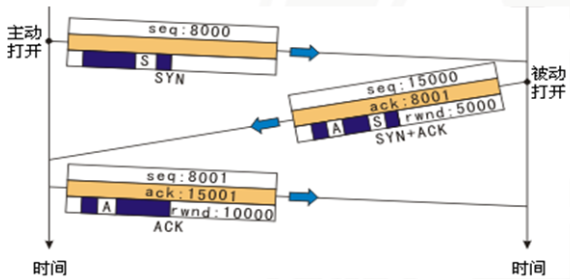 主动
打开
seq:8000
S
SYN
被动
打开
seq:15000
ack:8001
A S rwnd:5000
SYN+ACK
seq:8001
ack:15001
A rwnd:10000
ACK
时间
时间